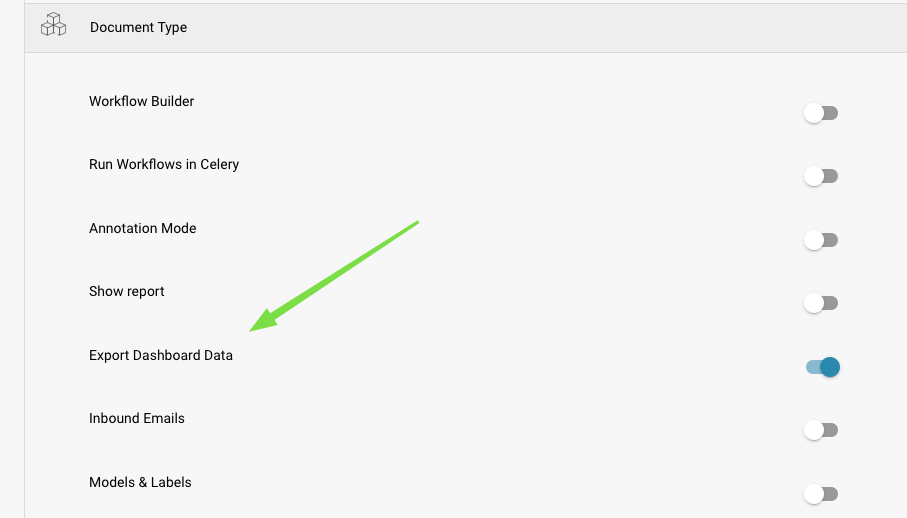 Document Type
Workflow Builder
Run Workflows in Celery
Annotation Mode
Show report
Export Dashboard Data
Inbound Emails
Models & Labels